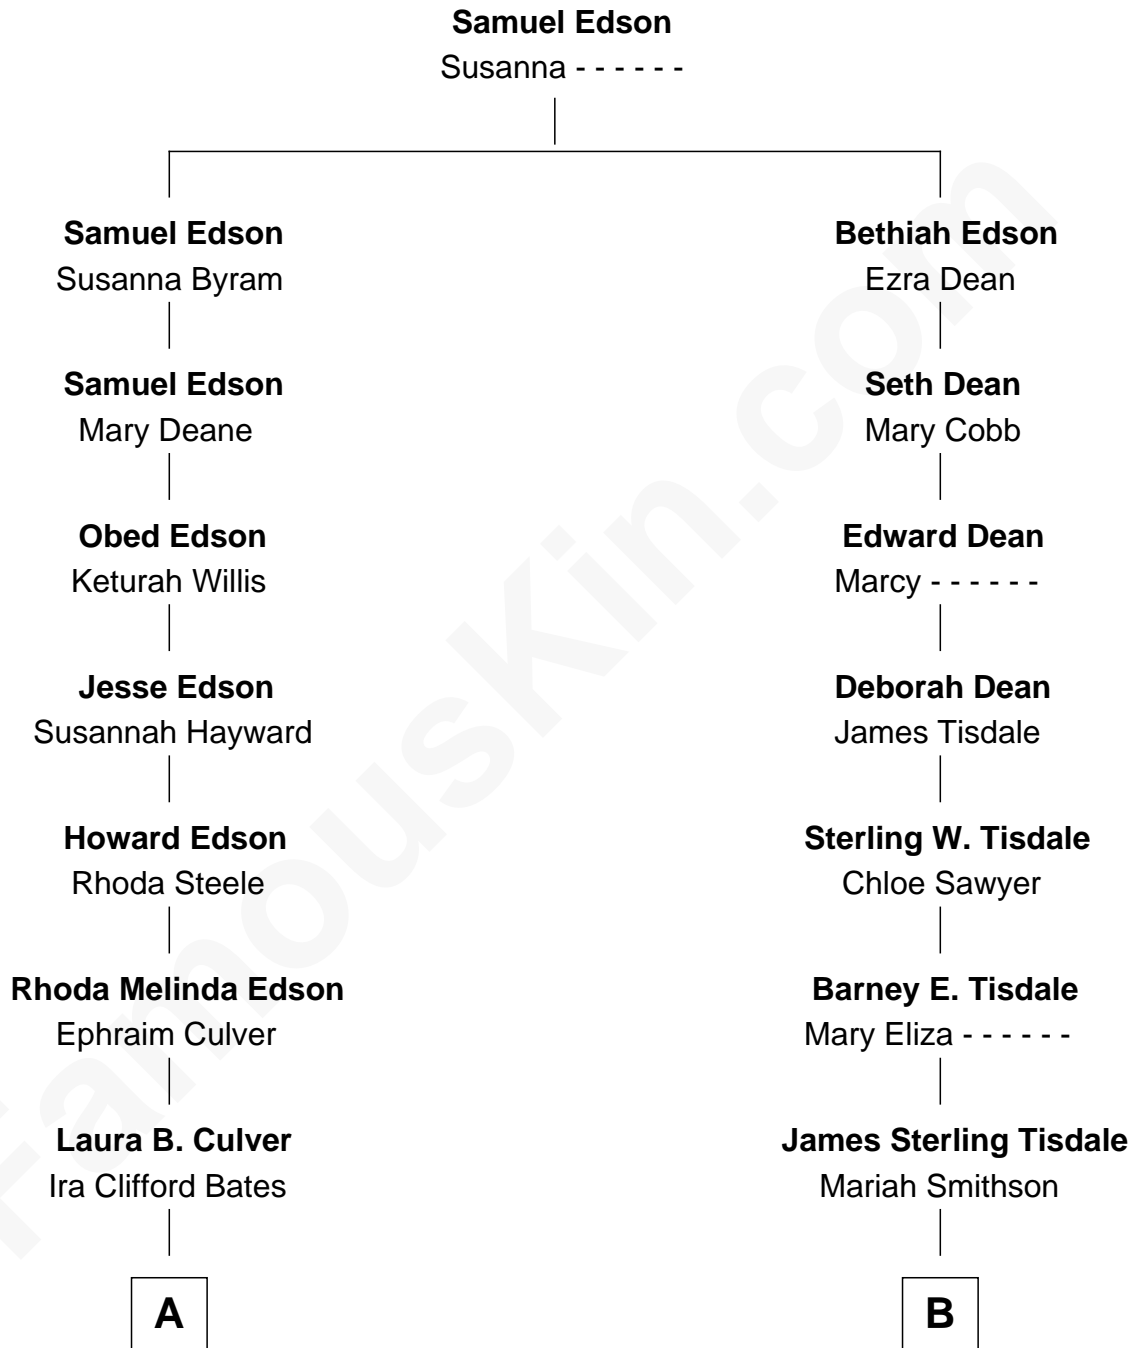 Samuel Edson
Susanna - - - - - -
Samuel Edson
Susanna Byram
Samuel Edson
Mary Deane
Obed Edson
Keturah Willis
Jesse Edson
Susannah Hayward
Howard Edson
Rhoda Steele
Rhoda Melinda Edson
Ephraim Culver
Laura B. Culver
Ira Clifford Bates
A
Bethiah Edson
Ezra Dean
Seth Dean
Mary Cobb
Edward Dean
Marcy - - - - - -
Deborah Dean
James Tisdale
Sterling W. Tisdale
Chloe Sawyer
Barney E. Tisdale
Mary Eliza - - - - - -
James Sterling Tisdale
Mariah Smithson
B
FamousKin.com